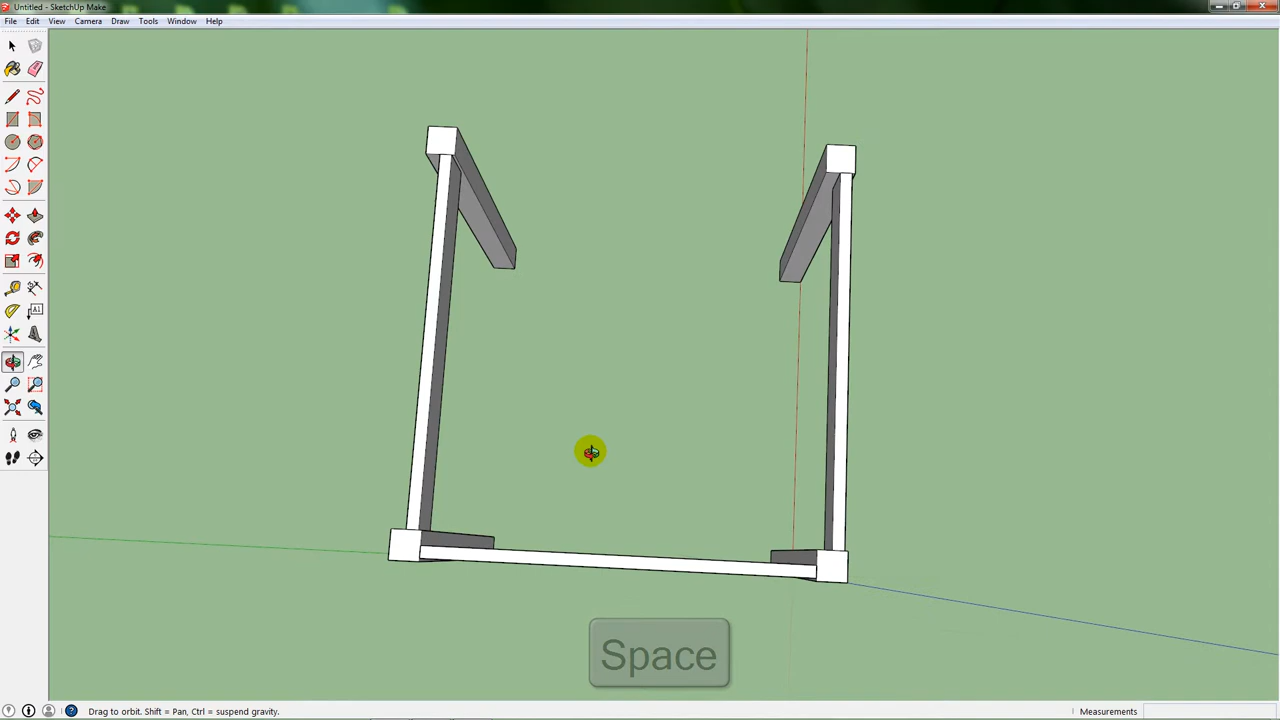 Untitled - SketchUp Make
File Edit View Camera Draw Tools Window Help
A1
Space
Drag to orbit. Shift = Pan, Ctrl = suspend gravity.
Measurements